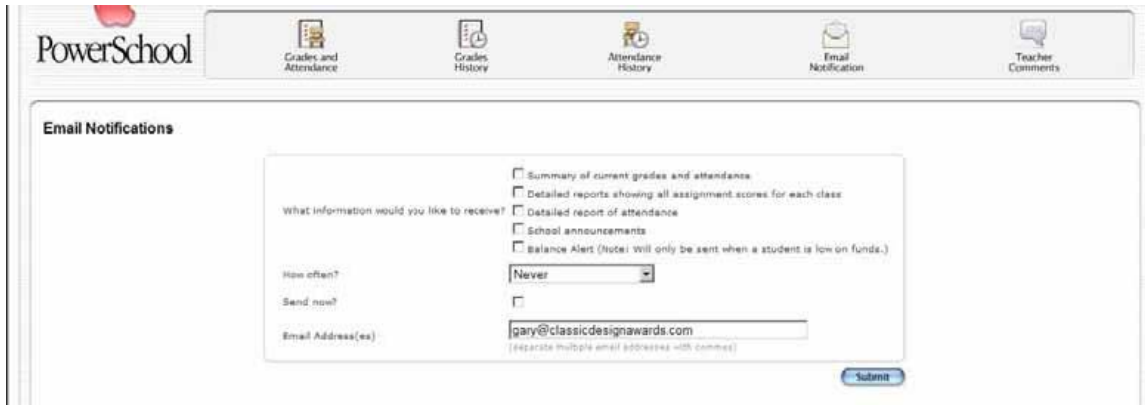 PowerSchool
Grades and Attendance
Grades History
Attendance History
Email Notification
Teacher Comments
Email Notifications
What information would you like to receive?
Summary of current grades and attendance
Detailed reports showing all assignment scores for each class
Detailed report of attendance
School announcements
Balance Alert (Note: Will only be sent when a student is low on funds.)
How often?
Never
Send now?
Email Address(es)
gary@classicdesignawards.com
(separate multiple email addresses with commas)
Submit